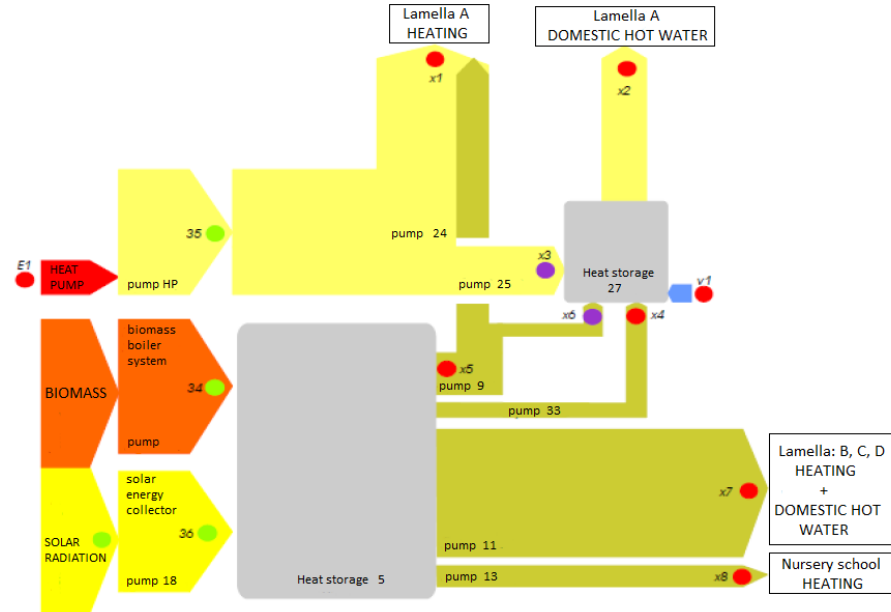 Lamella A
HEATING
Lamella A
DOMESTIC HOT WATER
x1
x2
35
pump 24
x3
E1
HEAT
PUMP
pump HP
pump 25
Heat storage
27
v1
x6
x4
biomass
boiler
system
x5
34
BIOMASS
pump 9
pump 33
pump
Lamella: B, C, D
HEATING
+
DOMESTIC HOT
WATER
solar
energy
collector
x7
36
SOLAR
RADIATION
pump 11
pump 18
Heat storage 5
pump 13
x8
Nursery school
HEATING